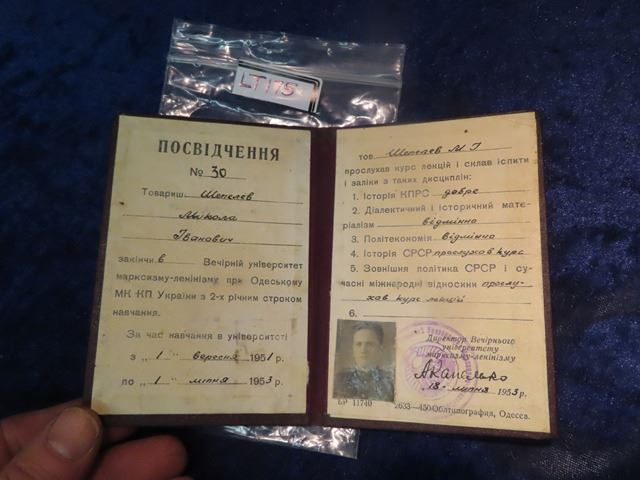 LT175
ПОСВІДЧЕННЯ
№ 30
Товариш Шепелєв
Микола
Іванович
закінчив Вечірній університет
марксизму-ленінізму при Одеському
МК КП України з 2-х річним строком
навчання.
За час навчання в університеті
з „1" вересня 1951 р.
по „1" липня 1953 р.
тов. Шепелєв М. І.
прослухав курс лекцій і склав іспити
і заліки з таких дисциплін:
1. Історія КПРС добре
2. Діалектичний і історичний мате-
ріалізм відмінно
3. Політекономія відмінно
4. Історія СРСР прослухав курс
5. Зовнішня політика СРСР і су-
часні міжнародні відносини прослу-
хав курс лекцій
6.
Директор Вечірнього
університету
марксизму-ленінізму
18 липня 1953 р.
БР 11740 2633—450 Облтипографія, Одеса.